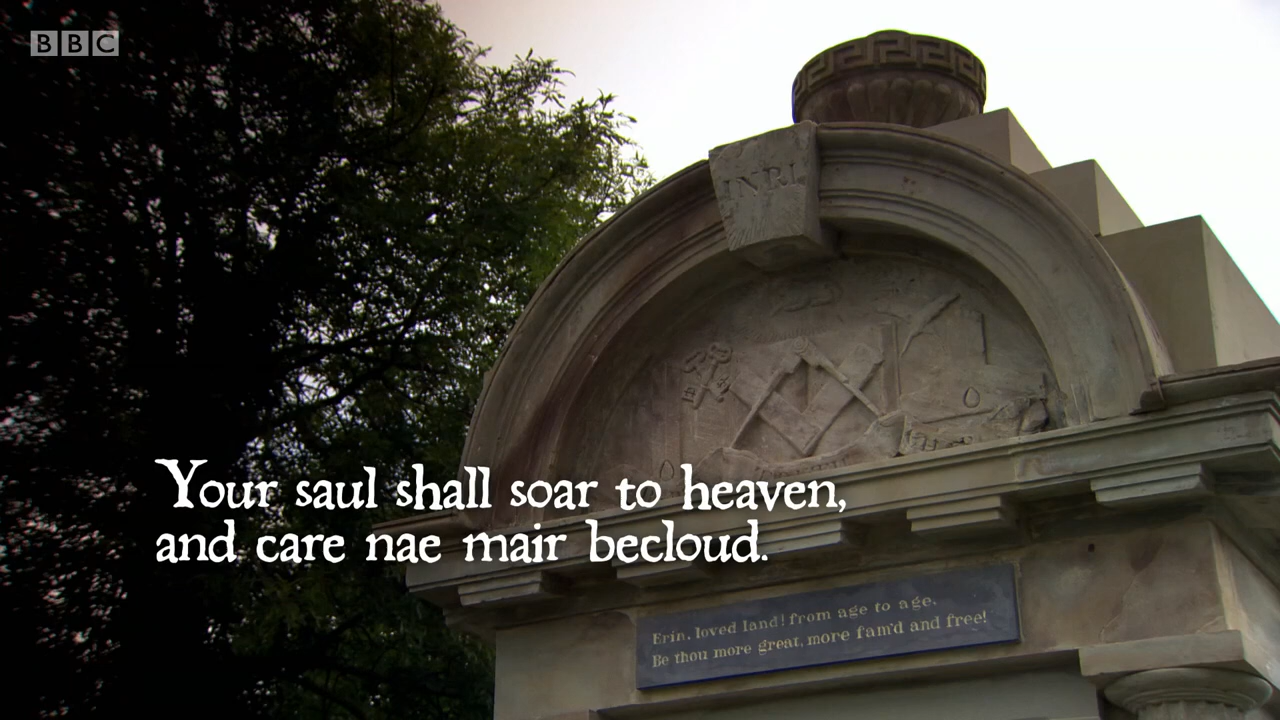 BBC
INRI
Your saul shall soar to heaven,
and care nae mair becloud.
Erin, loved land! from age to age,
Be thou more great, more fam'd and free!